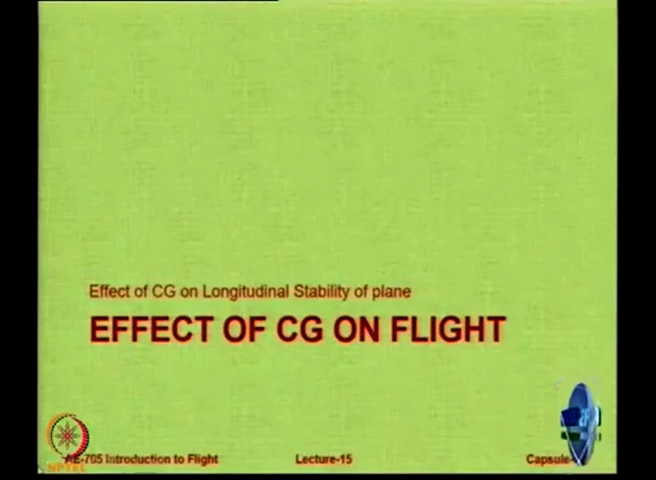 Effect of CG on Longitudinal Stability of plane
EFFECT OF CG ON FLIGHT
AE-705 Introduction to Flight
Lecture-15
Capsule-
NPTEL